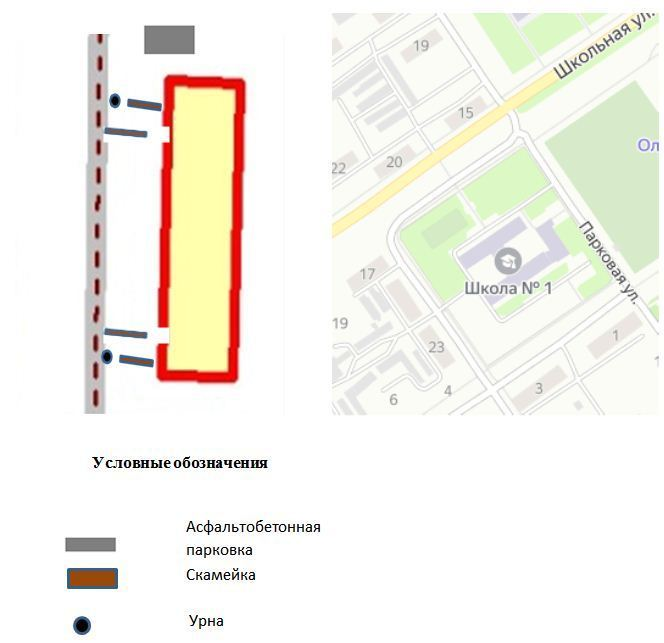 Школьная ул.
19
15
Ол
22
20
Парковая ул.
Школа № 1
17
19
23
1
3
4
6
Условные обозначения
Асфальтобетонная
парковка
Скамейка
Урна